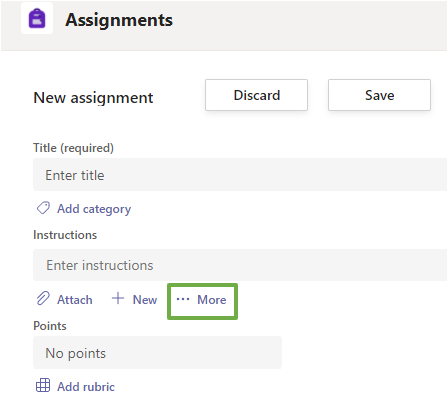 Assignments
New assignment Discard Save
Title (required)
Enter title
Add category
Instructions
Enter instructions
Attach New More
Points
No points
Add rubric